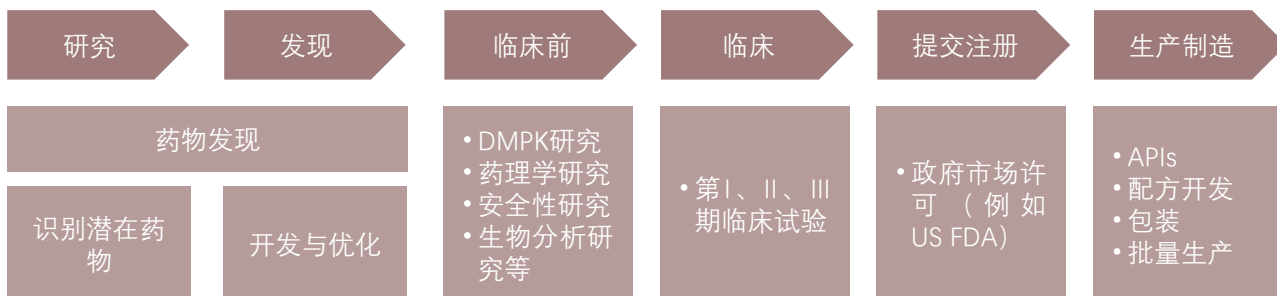 研究
发现
临床前
临床
提交注册
生产制造
药物发现
识别潜在药
物
开发与优化
• DMPK研究
• 药理学研究
• 安全性研究
• 生物分析研
究等
• 第I、II、III
期临床试验
• 政府市场许
可（例如
US FDA）
• APIs
• 配方开发
• 包装
• 批量生产